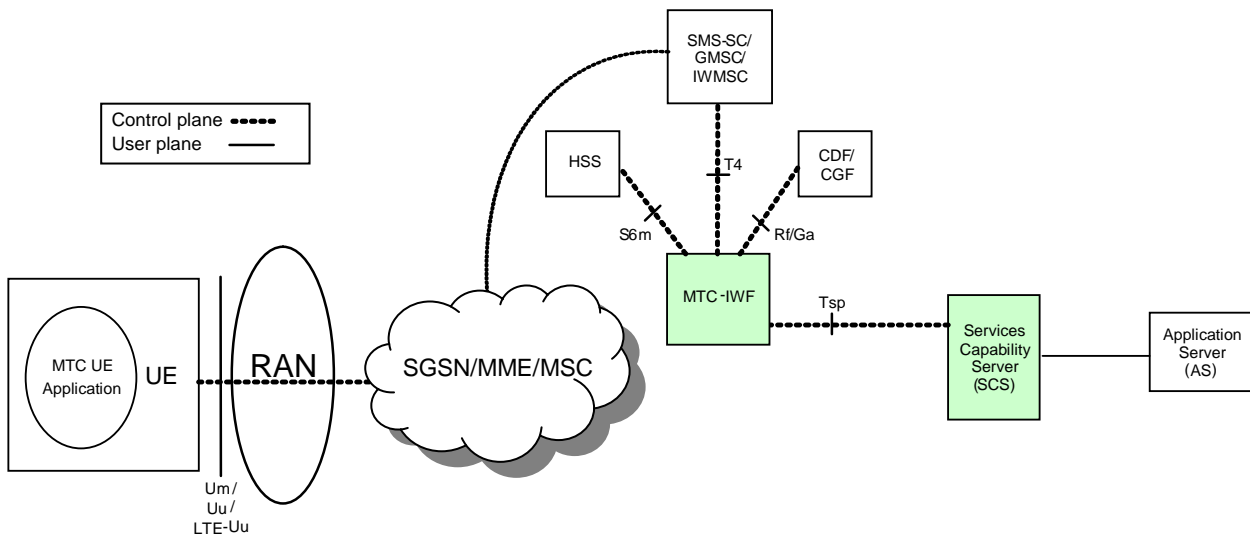 SMS-SC/
GMSC/
IWMSC
Control plane
User plane
HSS
T4
CDF/
CGF
S6m
Rf/Ga
MTC-IWF
Tsp
Services
Capability
Server
(SCS)
Application
Server
(AS)
MTC UE
Application
UE
RAN
SGSN/MME/MSC
Um/
Uu/
LTE-Uu